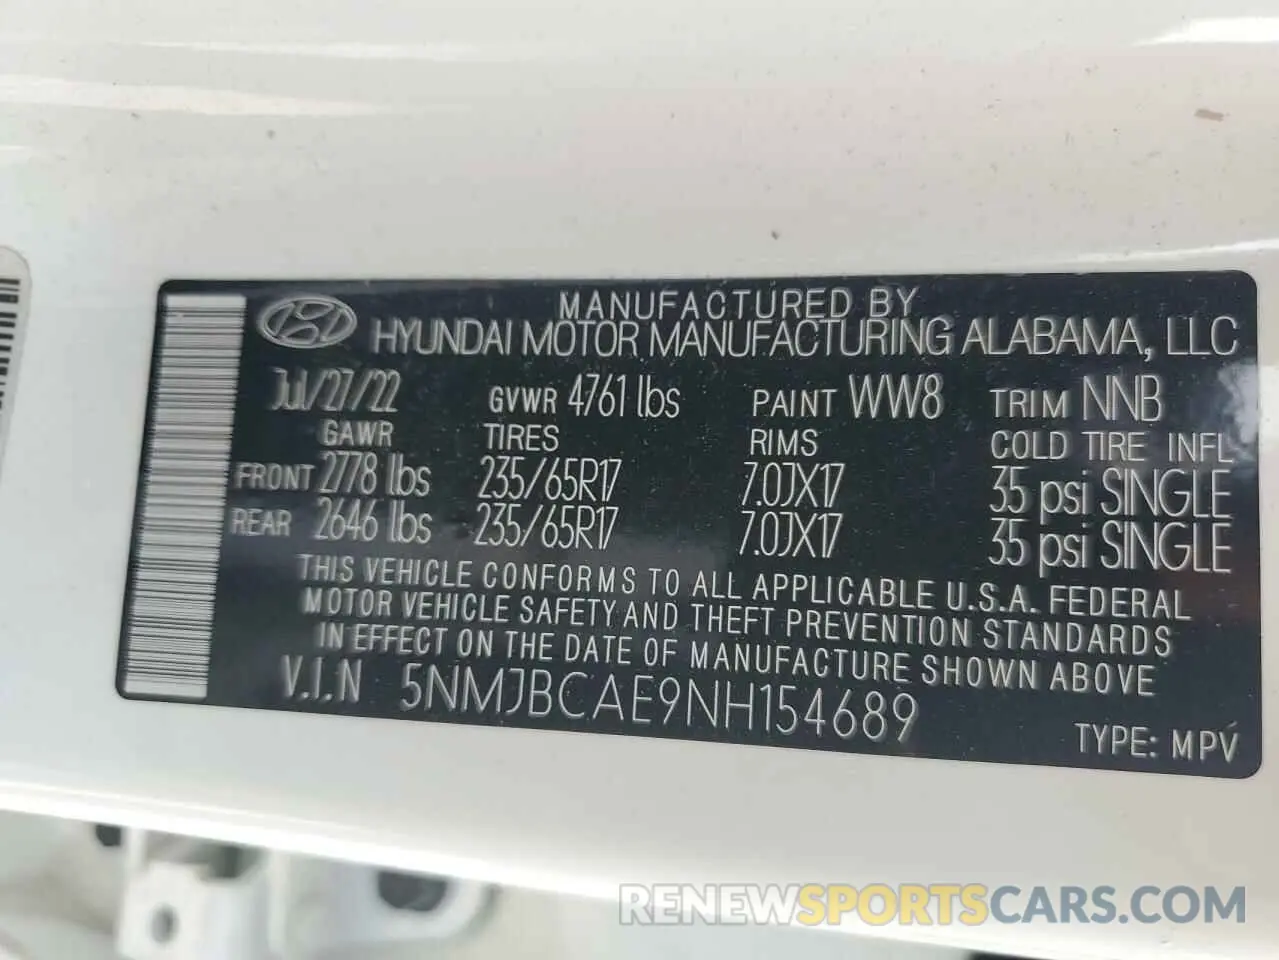 MANUFACTURED BY
HYUNDAI MOTOR MANUFACTURING ALABAMA, LLC
Jul/27/22 GVWR 4761 lbs PAINT WW8 TRIM NNB
GAWR TIRES RIMS COLD TIRE INFL
FRONT 2778 lbs 235/65R17 7.0JX17 35 psi SINGLE
REAR 2646 lbs 235/65R17 7.0JX17 35 psi SINGLE
THIS VEHICLE CONFORMS TO ALL APPLICABLE U.S.A. FEDERAL
MOTOR VEHICLE SAFETY AND THEFT PREVENTION STANDARDS
IN EFFECT ON THE DATE OF MANUFACTURE SHOWN ABOVE
V.I.N 5NMJBCAE9NH154689
TYPE: MPV
RENEWSPORTSCARS.COM